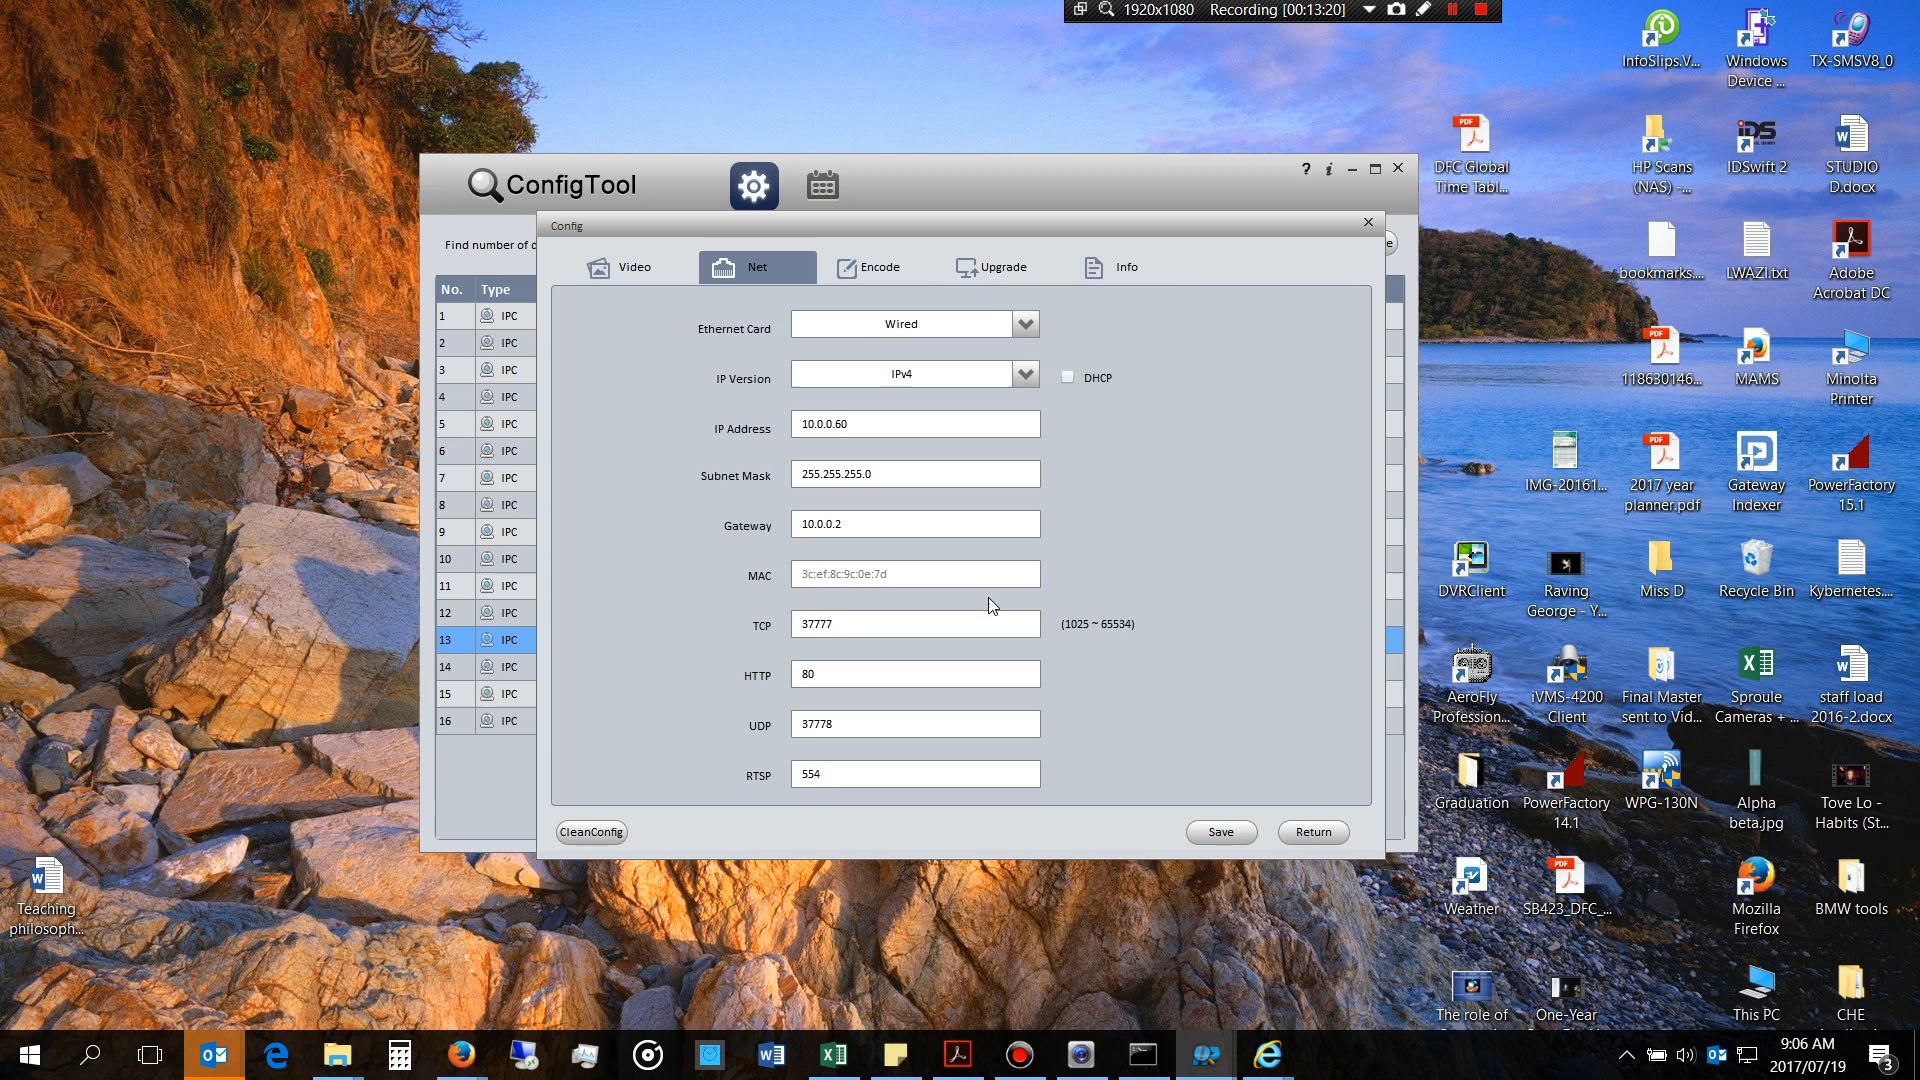 1920x1080 Recording [00:13:20]
InfoSlips.V...
Windows
Device ...
TX-SMSV8_0
DFC Global
Time Tabl...
HP Scans
(NAS) -...
IDSwift 2
STUDIO
D.docx
bookmarks....
LWAZI.txt
Adobe
Acrobat DC
118630146...
MAMS
Minolta
Printer
IMG-20161...
2017 year
planner.pdf
Gateway
Indexer
PowerFactory
15.1
DVRClient
Raving
George - Y...
Miss D
Recycle Bin
Kybernetes....
AeroFly
Profession...
iVMS-4200
Client
Final Master
sent to Vid...
Sproule
Cameras + ...
staff load
2016-2.docx
Graduation
PowerFactory
14.1
WPG-130N
Alpha
beta.jpg
Tove Lo -
Habits (St...
Weather
SB423_DFC_...
Mozilla
Firefox
BMW tools
The role of
One-Year
This PC
CHE
Teaching
philosoph...
ConfigTool
? i
Find number of d
e
No. Type
1 IPC
2 IPC
3 IPC
4 IPC
5 IPC
6 IPC
7 IPC
8 IPC
9 IPC
10 IPC
11 IPC
12 IPC
13 IPC
14 IPC
15 IPC
16 IPC
Config
Video Net Encode Upgrade Info
Ethernet Card Wired
IP Version IPv4 DHCP
IP Address 10.0.0.60
Subnet Mask 255.255.255.0
Gateway 10.0.0.2
MAC 3c:ef:8c:9c:0e:7d
TCP 37777 (1025 ~ 65534)
HTTP 80
UDP 37778
RTSP 554
CleanConfig Save Return
9:06 AM
2017/07/19
3